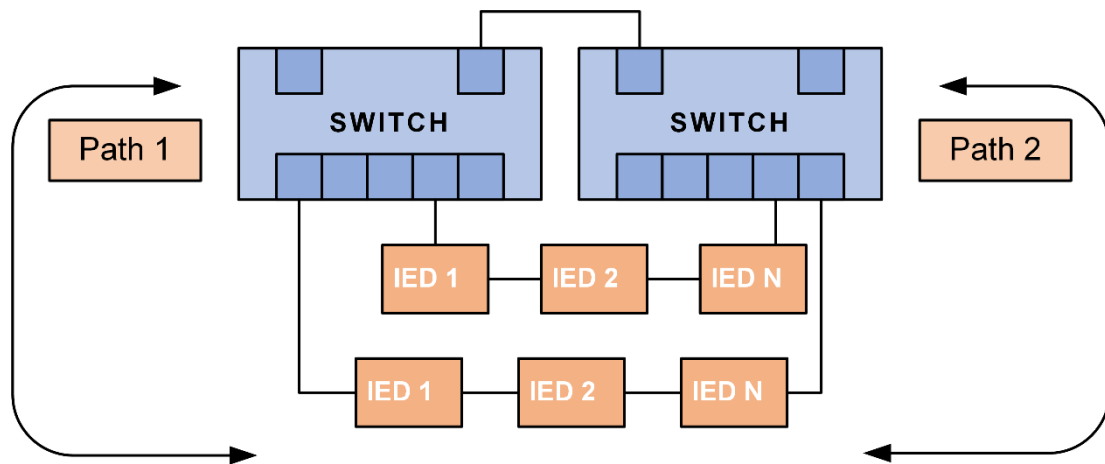 SWITCH
SWITCH
Path 1
Path 2
IED 1
IED 2
IED N
IED 1
IED 2
IED N